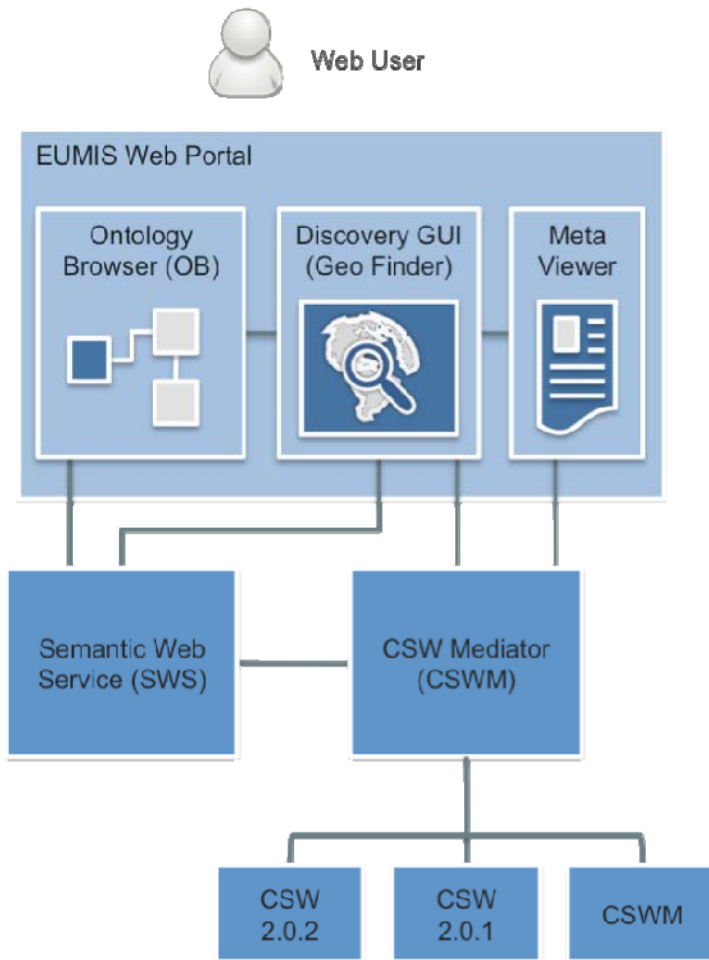 Web User
EUMIS Web Portal
Ontology
Browser (OB)
Discovery GUI
(Geo Finder)
Meta
Viewer
Semantic Web
Service (SWS)
CSW Mediator
(CSWM)
CSW
2.0.2
CSW
2.0.1
CSWM